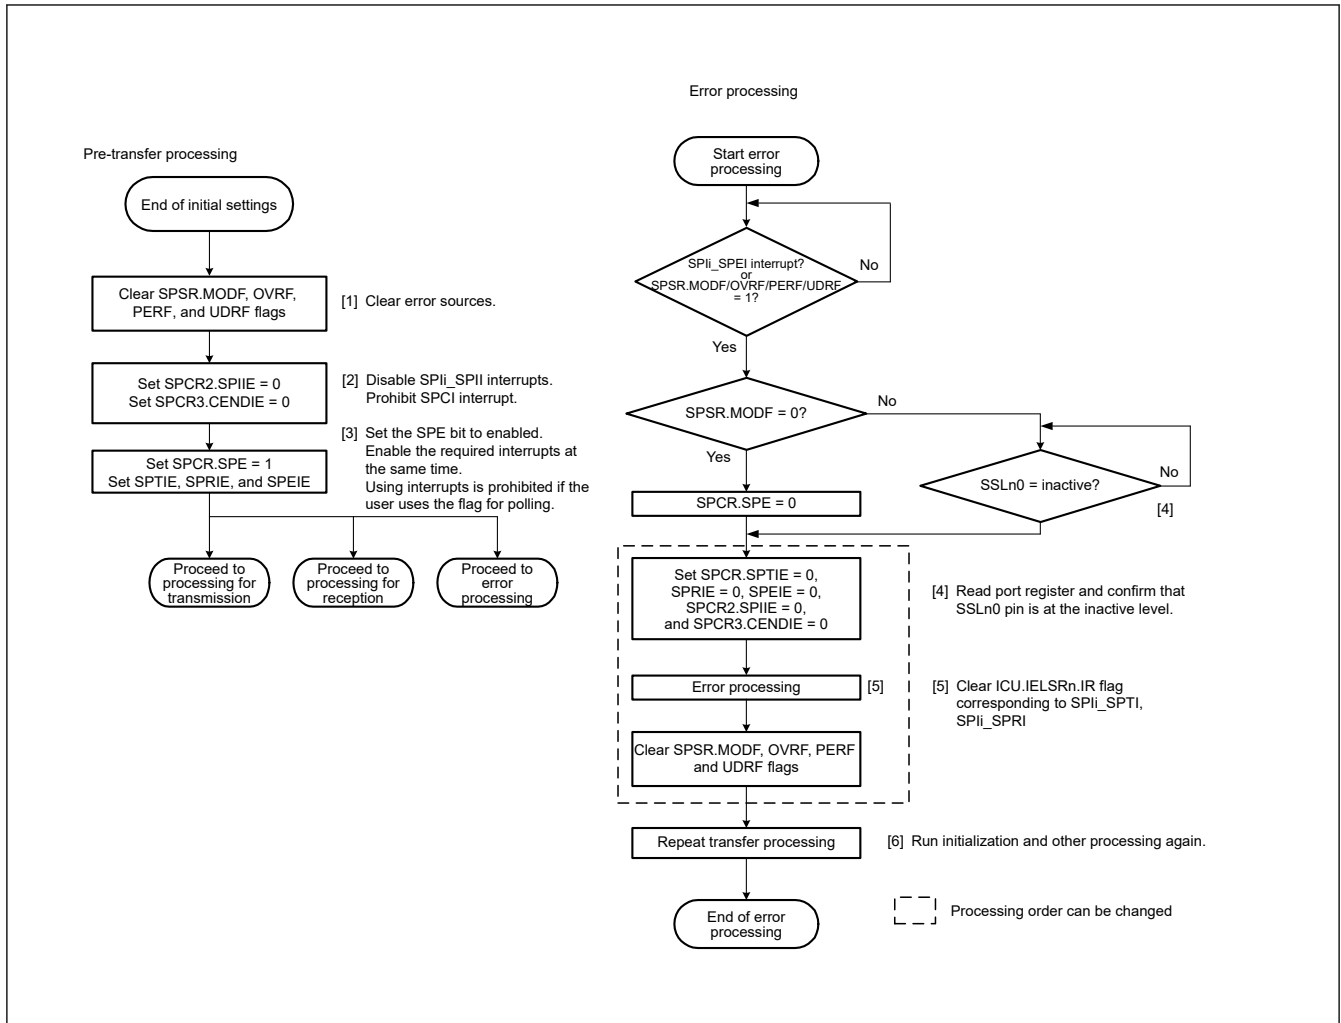 Pre-transfer processing
End of initial settings
Clear SPSR.MODF, OVRF,
PERF, and UDRF flags
[1] Clear error sources.
Set SPCR2.SPIIE = 0
Set SPCR3.CENDIE = 0
[2] Disable SPIi_SPII interrupts.
Prohibit SPCI interrupt.
Set SPCR.SPE = 1
Set SPTIE, SPRIE, and SPEIE
[3] Set the SPE bit to enabled.
Enable the required interrupts at
the same time.
Using interrupts is prohibited if the
user uses the flag for polling.
Proceed to
processing for
transmission
Proceed to
processing for
reception
Proceed to
error
processing
Error processing
Start error
processing
SPIi_SPEI interrupt?
or
SPSR.MODF/OVRF/PERF/UDRF
= 1?
No
Yes
SPSR.MODF = 0?
No
Yes
SSLn0 = inactive?
No
[4]
SPCR.SPE = 0
Set SPCR.SPTIE = 0,
SPRIE = 0, SPEIE = 0,
SPCR2.SPIIE = 0,
and SPCR3.CENDIE = 0
[4] Read port register and confirm that
SSLn0 pin is at the inactive level.
Error processing
[5]
[5] Clear ICU.IELSRn.IR flag
corresponding to SPIi_SPTI,
SPIi_SPRI
Clear SPSR.MODF, OVRF, PERF
and UDRF flags
Repeat transfer processing
[6] Run initialization and other processing again.
End of error
processing
Processing order can be changed